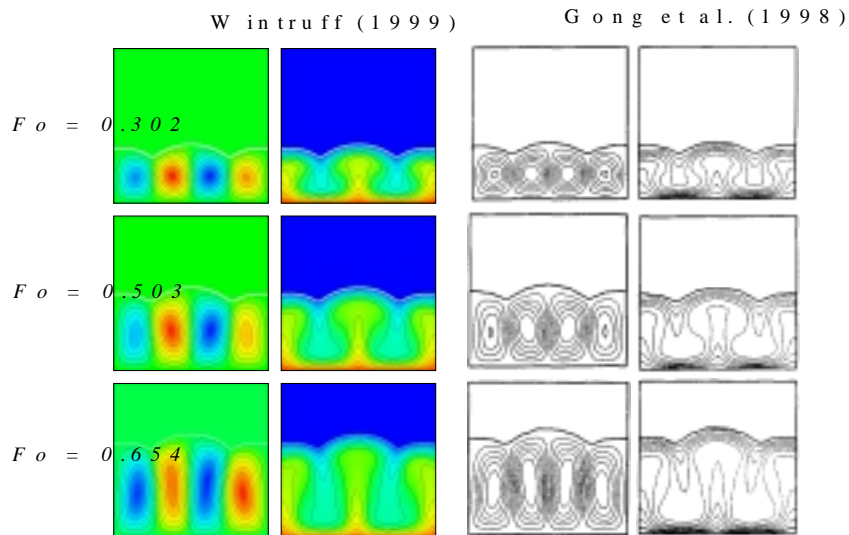 Wintruff (1999)
Gong et al. (1998)
Fo = 0.302
Fo = 0.503
Fo = 0.654